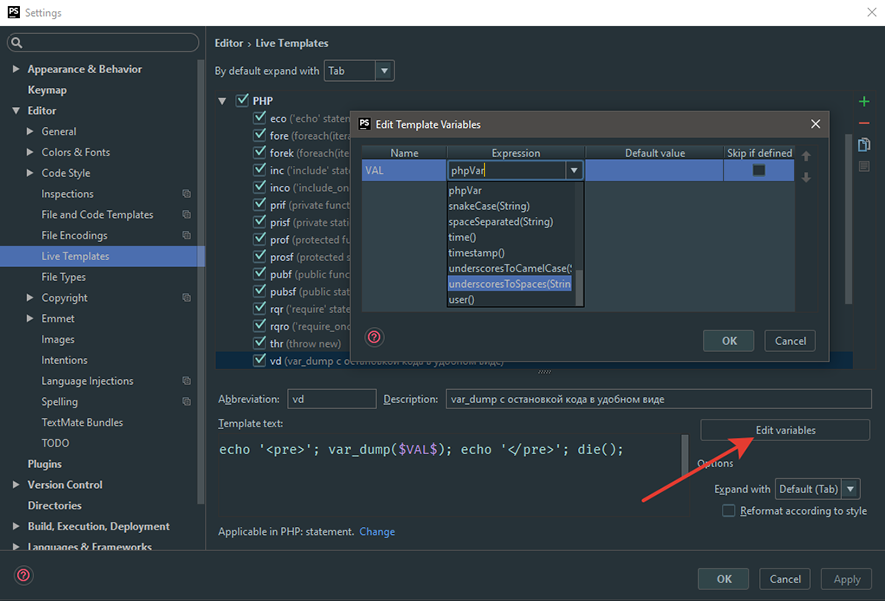 PS Settings
Appearance & Behavior
Keymap
Editor
General
Colors & Fonts
Code Style
Inspections
File and Code Templates
File Encodings
Live Templates
File Types
Copyright
Emmet
Images
Intentions
Language Injections
Spelling
TextMate Bundles
TODO
Plugins
Version Control
Directories
Build, Execution, Deployment
Languages & Frameworks
Editor › Live Templates
By default expand with Tab
PHP
eco ('echo' statem
fore (foreach(itera
forek (foreach(ite
inc ('include' state
inco ('include_on
prif (private funct
prisf (private stati
prof (protected fu
prosf (protected s
pubf (public func
pubsf (public stat
rqr ('require' state
rqro ('require_onc
thr (throw new)
vd (var_dump с остановкой кода в удобном виде)
PS Edit Template Variables
Name Expression Default value Skip if defined
VAL phpVar
phpVar
snakeCase(String)
spaceSeparated(String)
time()
timestamp()
underscoresToCamelCase(S
underscoresToSpaces(Strin
user()
? OK Cancel
Abbreviation: vd Description: var_dump с остановкой кода в удобном виде
Template text:
echo '<pre>'; var_dump($VAL$); echo '</pre>'; die();
Edit variables
Options
Expand with Default (Tab)
Reformat according to style
Applicable in PHP: statement. Change
? OK Cancel Apply